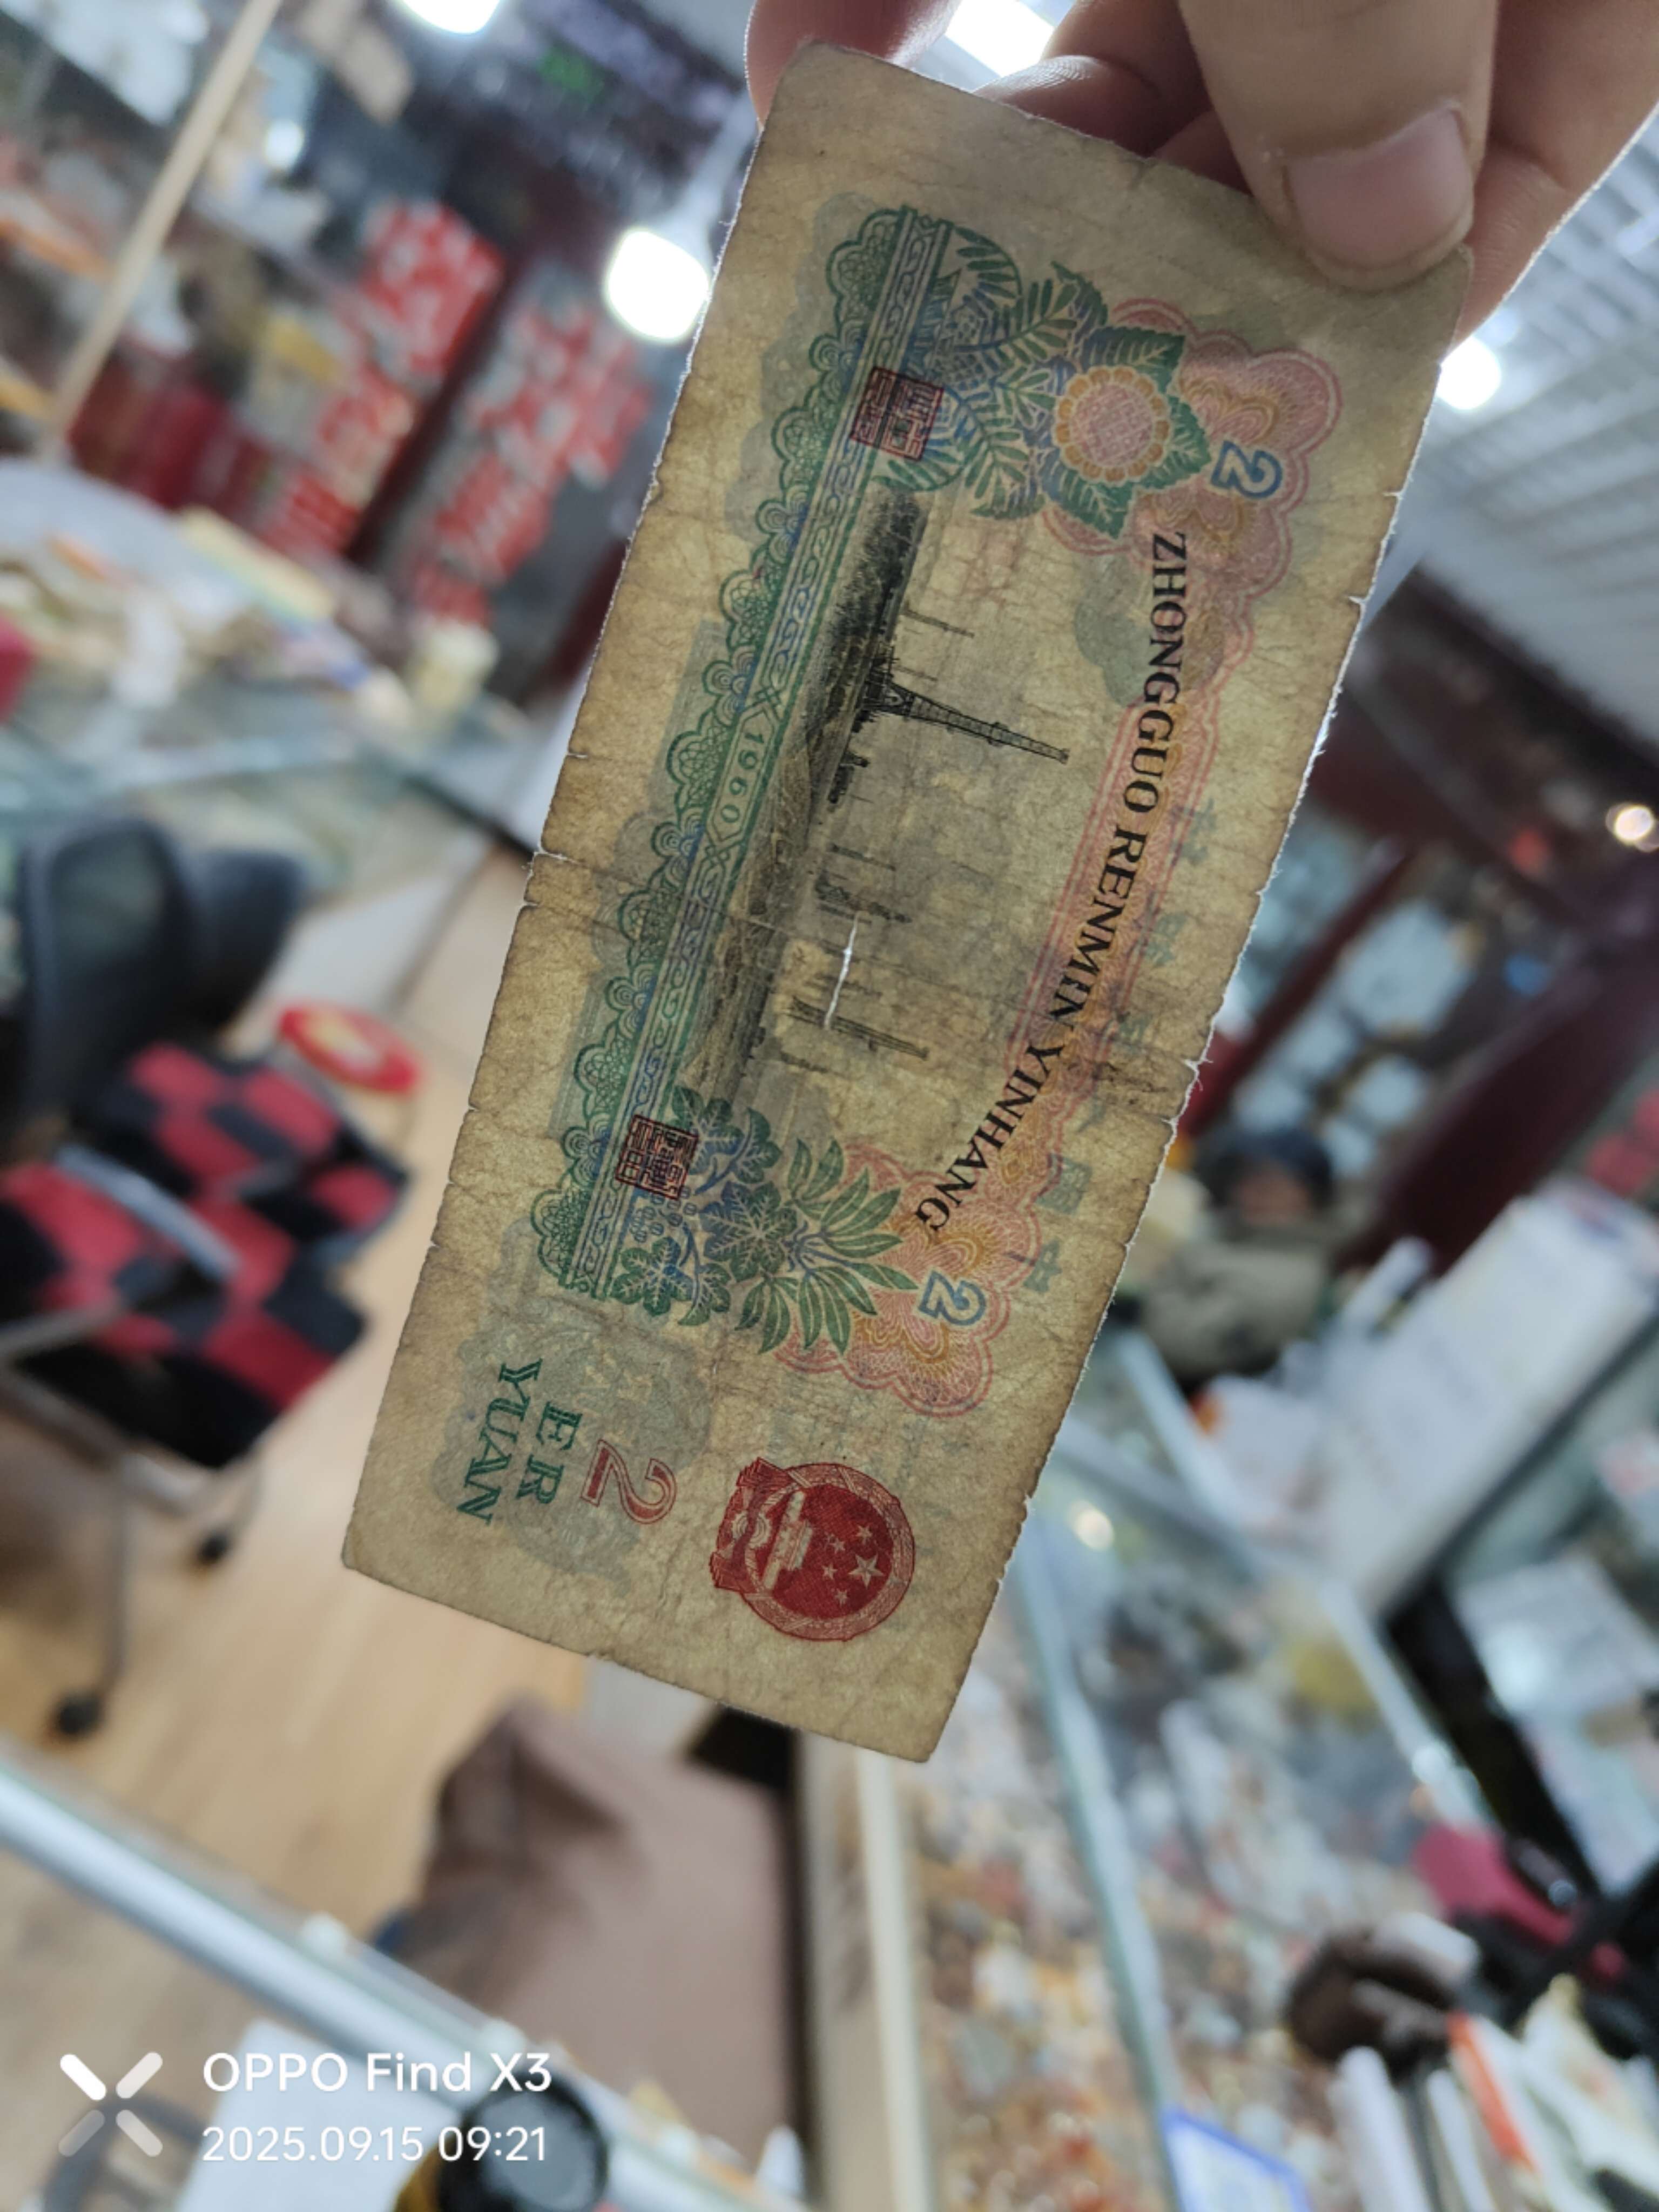 2
ZHONGGUO RENMIN YINHANG
2
1960
2
ER
YUAN
OPPO Find X3
2025.09.15 09:21